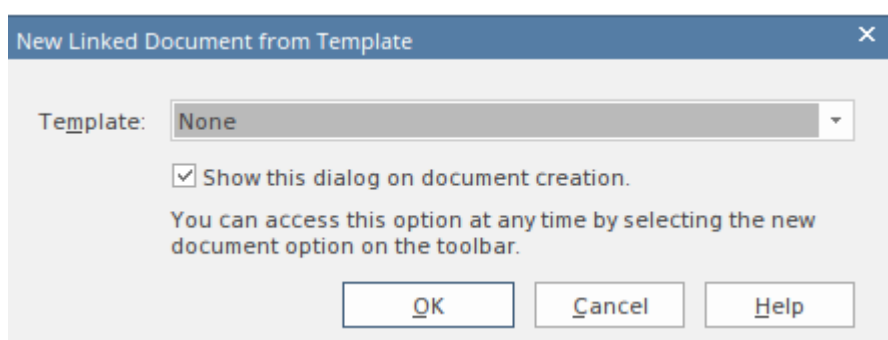 New Linked Document from Template
Template: None
Show this dialog on document creation.
You can access this option at any time by selecting the new
document option on the toolbar.
OK Cancel Help